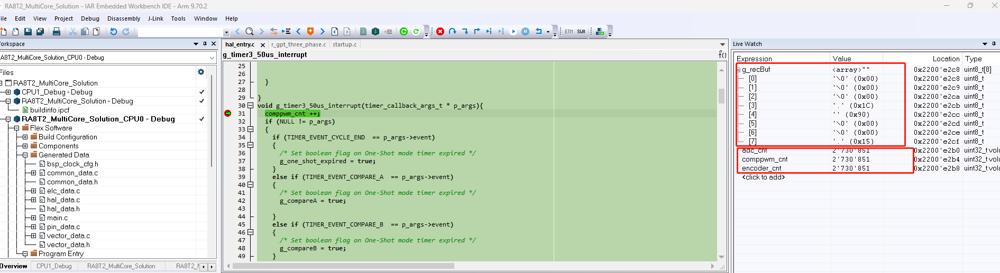 RA8T2_MultiCore_Solution - IAR Embedded Workbench IDE - Arm 9.70.2
ile Edit View Project Debug Disassembly J-Link Tools Window Help
ETM SWO
orkspace
A8T2_MultiCore_Solution_CPU0 - Debug
Files
RA8T2_MultiCore_Solution
CPU1_Debug - Debug
RA8T2_MultiCore_Solution - Debug
buildinfo.ipcf
RA8T2_MultiCore_Solution_CPU0 - Debug
Flex Software
Build Configuration
Components
Generated Data
bsp_clock_cfg.h
common_data.c
common_data.h
elc_data.c
hal_data.c
hal_data.h
main.c
pin_data.c
vector_data.c
vector_data.h
Program Entry
Overview CPU1_Debug RA8T2_MultiCore_Solution RA8T2_M
hal_entry.c r_gpt_three_phase.c startup.c
g_timer3_50us_interrupt f()
25
26
27 }
28
29 }
30 void g_timer3_50us_interrupt(timer_callback_args_t * p_args){
31 comppwm_cnt ++;
32 if (NULL != p_args)
33 {
34 if (TIMER_EVENT_CYCLE_END == p_args->event)
35 {
36 /* Set boolean flag on One-Shot mode timer expired */
37 g_one_shot_expired = true;
38 }
39 else if (TIMER_EVENT_COMPARE_A == p_args->event)
40 {
41 /* Set boolean flag on One-Shot mode timer expired */
42 g_compareA = true;
43
44 }
45 else if (TIMER_EVENT_COMPARE_B == p_args->event)
46 {
47 /* Set boolean flag on One-Shot mode timer expired */
48 g_compareB = true;
49 }
Live Watch
Expression Value Location Type
g_recBuf <array>"" 0x2200'e2c8 uint8_t[8]
[0] '\0' (0x00) 0x2200'e2c8 uint8_t
[1] '\0' (0x00) 0x2200'e2c9 uint8_t
[2] '\0' (0x00) 0x2200'e2ca uint8_t
[3] '.' (0x1C) 0x2200'e2cb uint8_t
[4] '' (0x90) 0x2200'e2cc uint8_t
[5] '\0' (0x00) 0x2200'e2cd uint8_t
[6] '\0' (0x00) 0x2200'e2ce uint8_t
[7] '.' (0x15) 0x2200'e2cf uint8_t
adc_cnt 2'730'851 0x2200'e2b0 uint32_t vola
comppwm_cnt 2'730'851 0x2200'e2b4 uint32_t vola
encoder_cnt 2'730'851 0x2200'e2b8 uint32_t vola
<click to add>